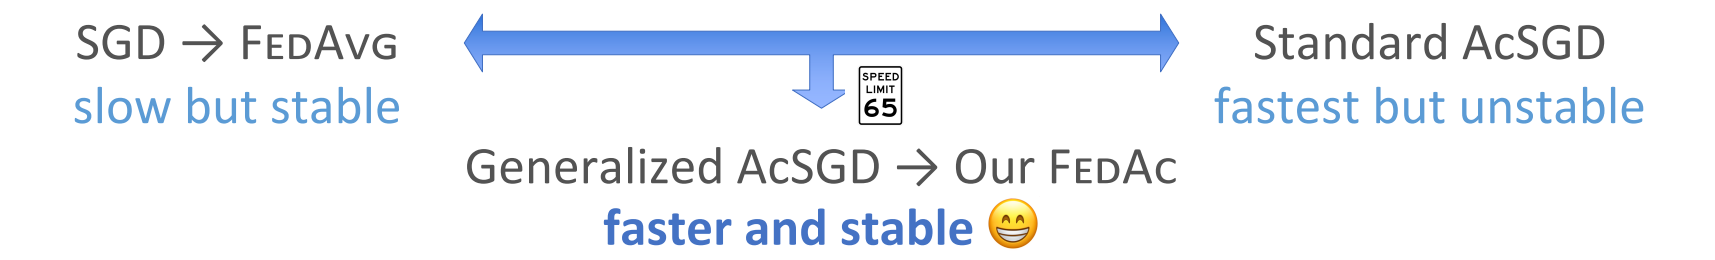 SGD → FEDAVG
slow but stable
SPEED
LIMIT
65
Standard AcSGD
fastest but unstable
Generalized AcSGD → Our FEDAC
faster and stable 😁